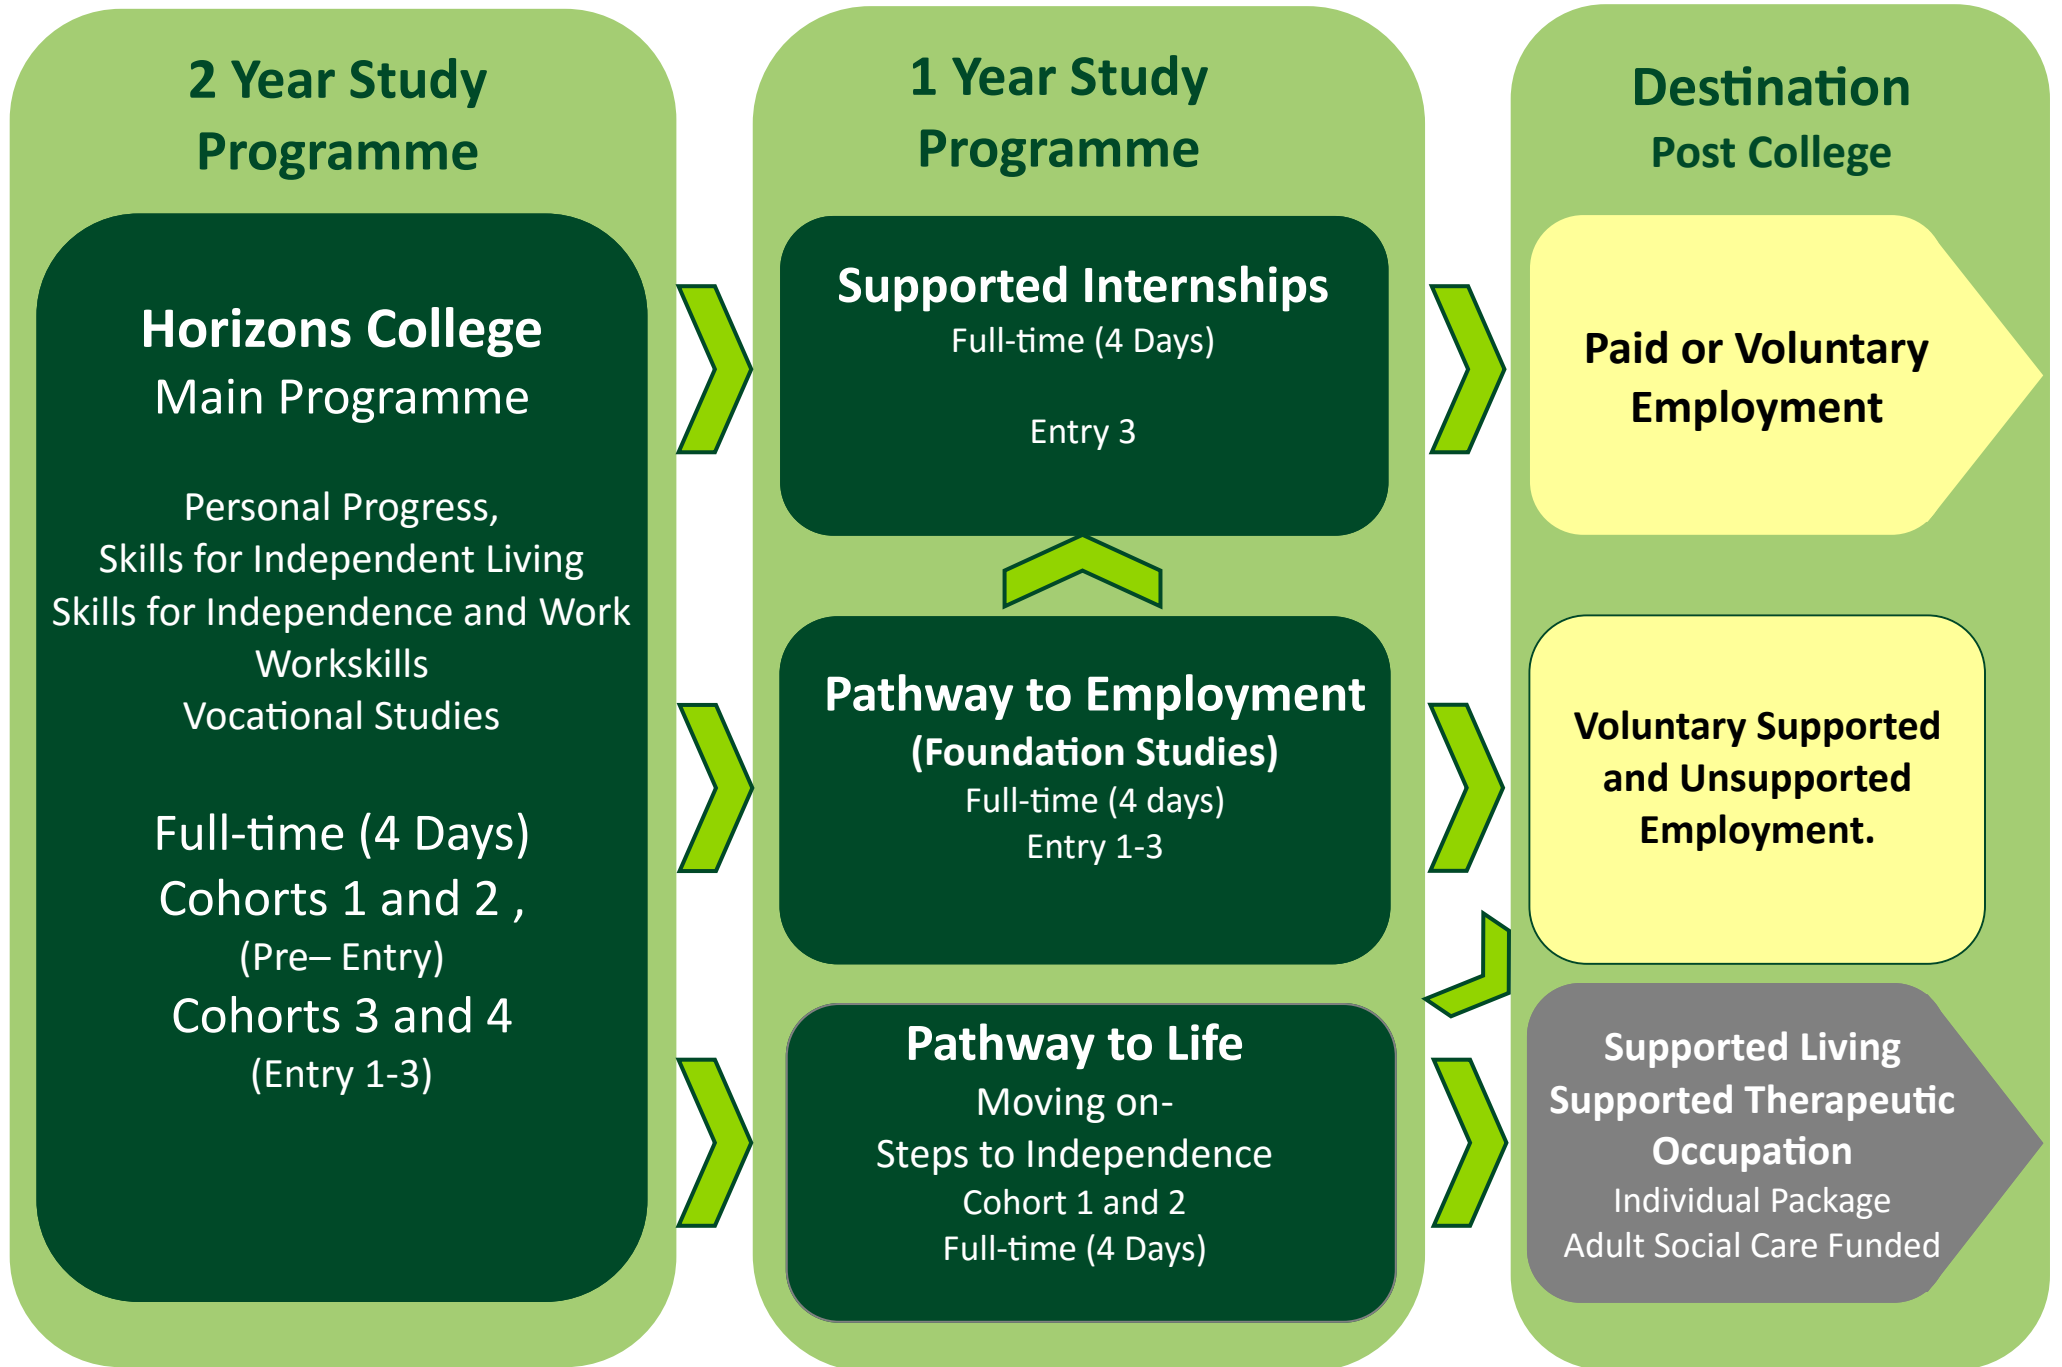 2 Year Study
Programme
Horizons College
Main Programme
Personal Progress,
Skills for Independent Living
Skills for Independence and Work
Workskills
Vocational Studies
Full-time (4 Days)
Cohorts 1 and 2 ,
(Pre– Entry)
Cohorts 3 and 4
(Entry 1-3)
1 Year Study
Programme
Supported Internships
Full-time (4 Days)
Entry 3
Pathway to Employment
(Foundation Studies)
Full-time (4 days)
Entry 1-3
Pathway to Life
Moving on-
Steps to Independence
Cohort 1 and 2
Full-time (4 Days)
Destination
Post College
Paid or Voluntary
Employment
Voluntary Supported
and Unsupported
Employment.
Supported Living
Supported Therapeutic
Occupation
Individual Package
Adult Social Care Funded